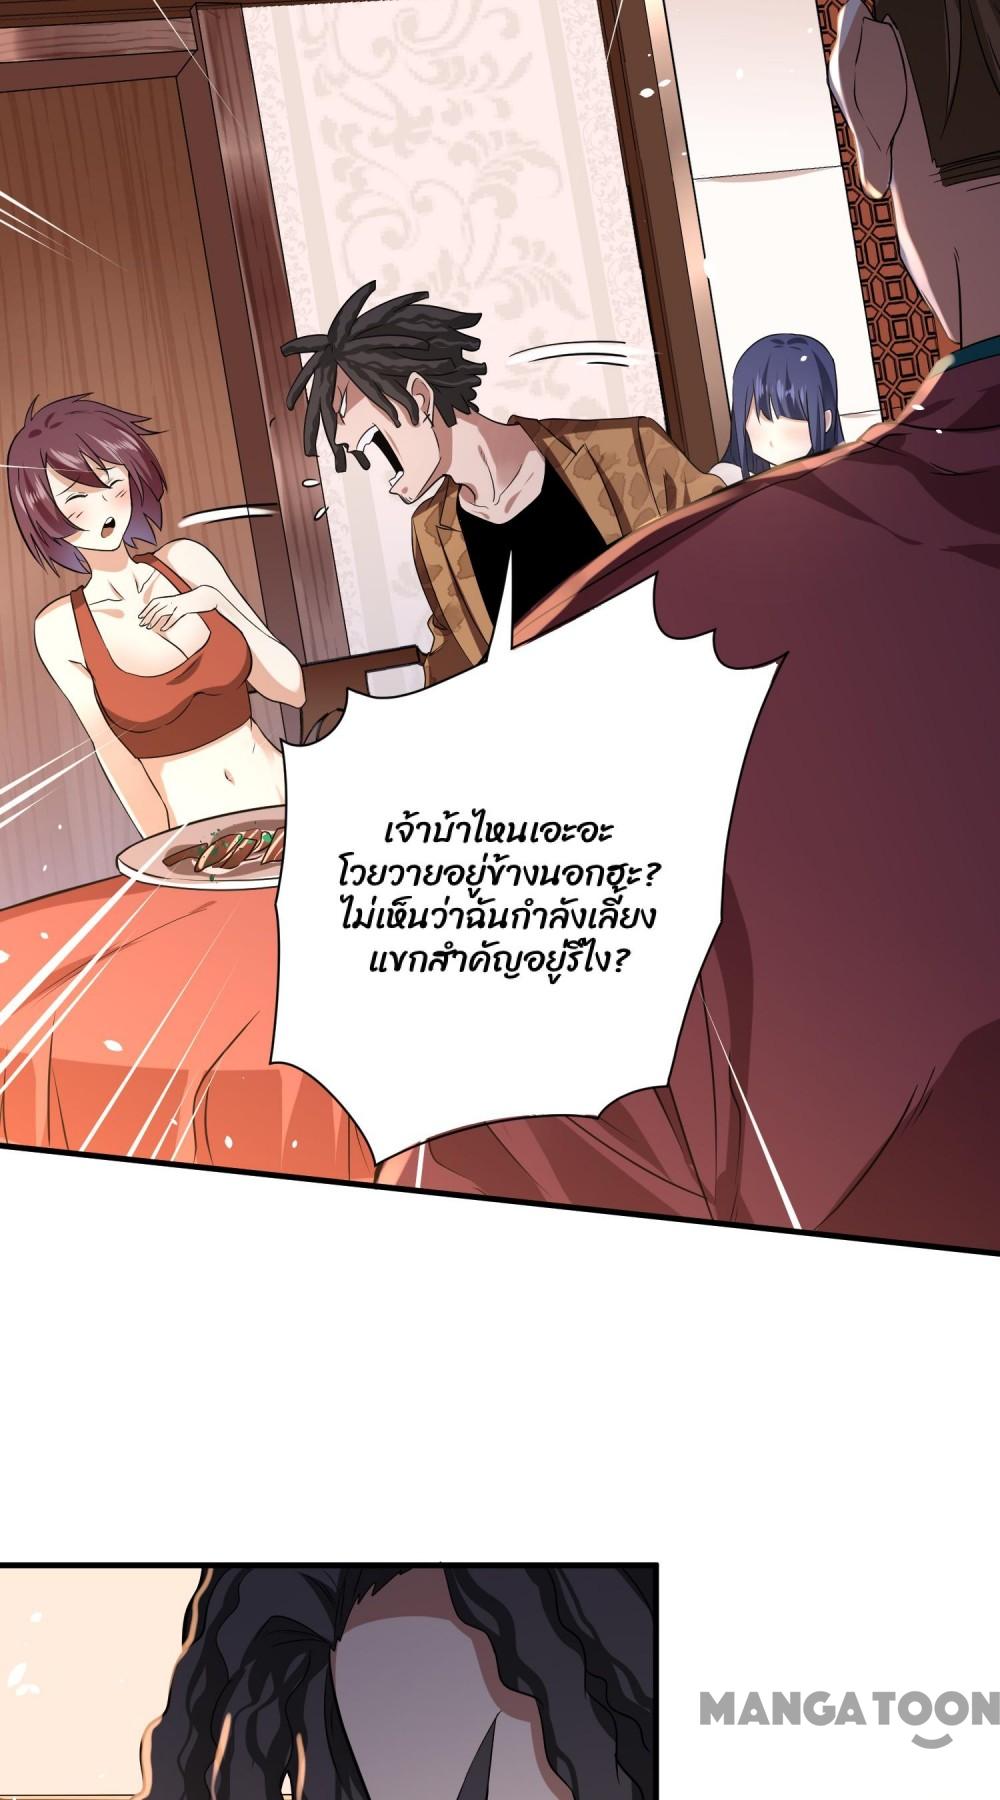 เจ้าบ้าไหนเอะอะ
โวยวายอยู่ข้างนอกฮะ?
ไม่เห็นว่าฉันกำลังเลี้ยง
แขกสำคัญอยู่รึไง?
MANGATOON